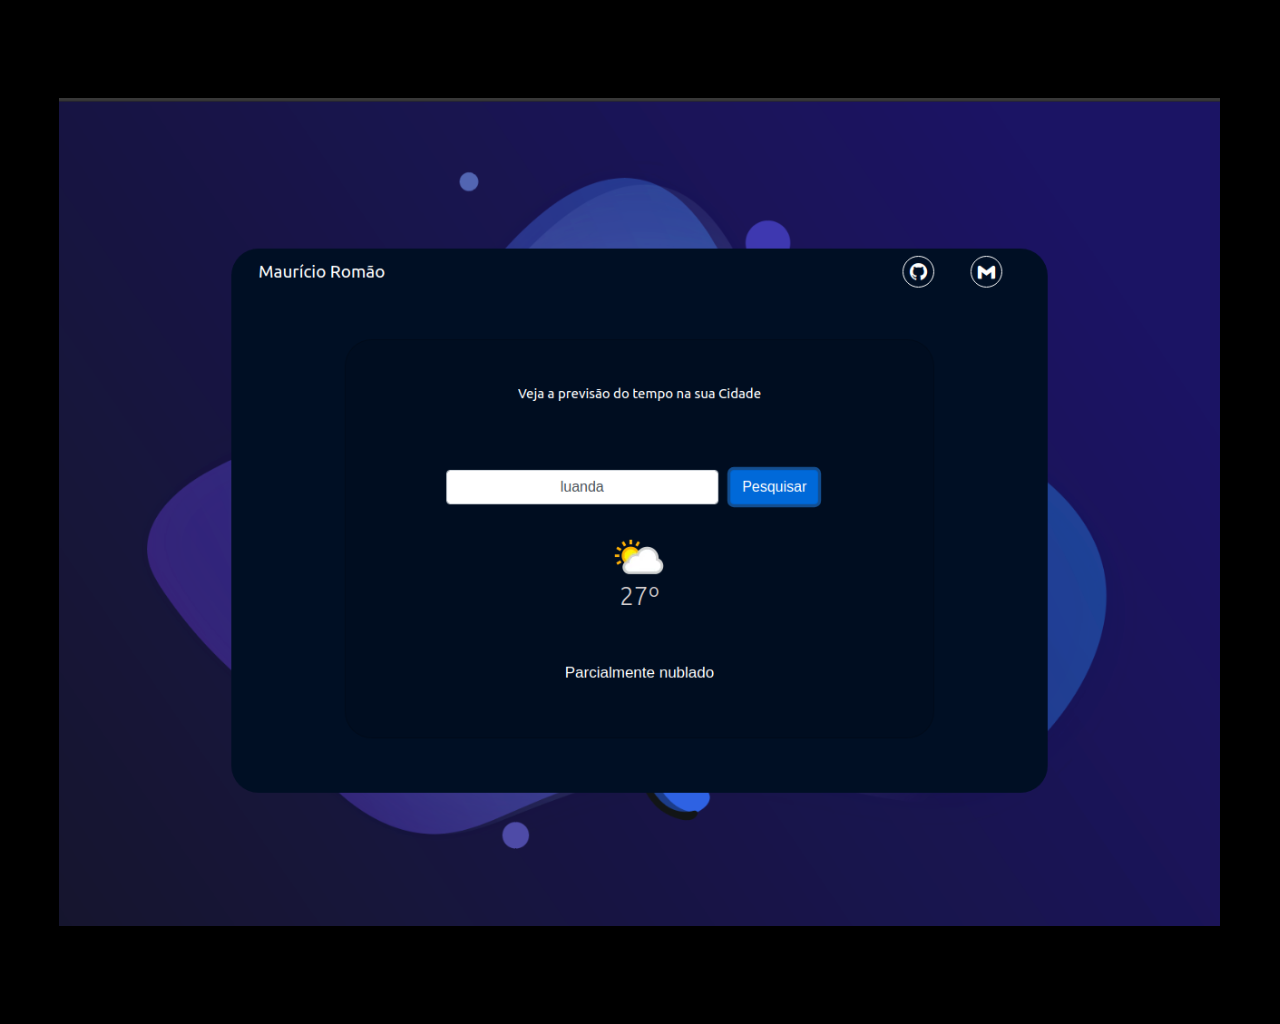 Maurício Romão
Veja a previsão do tempo na sua Cidade
luanda
Pesquisar
27º
Parcialmente nublado